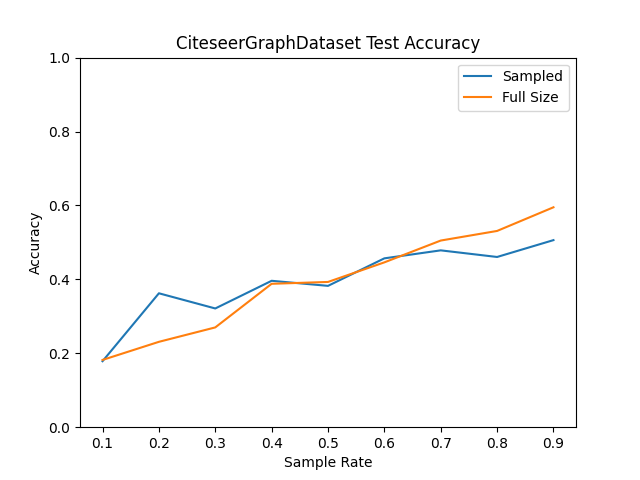 CiteseerGraphDataset Test Accuracy
1.0
Sampled
Full Size
0.8
0.6
Accuracy
0.4
0.2
0.0
0.1 0.2 0.3 0.4 0.5 0.6 0.7 0.8 0.9
Sample Rate